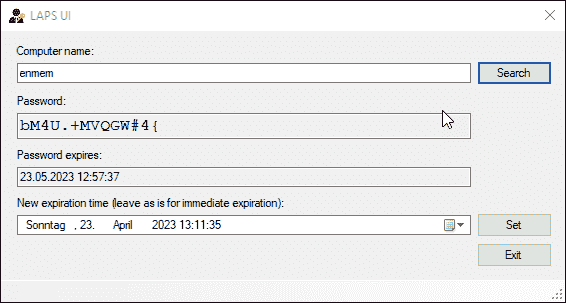 LAPS UI
Computer name:
enmem
Search
Password:
bM4U.+MVQGW#4{
Password expires:
23.05.2023 12:57:37
New expiration time (leave as is for immediate expiration):
Sonntag , 23. April 2023 13:11:35
Set
Exit